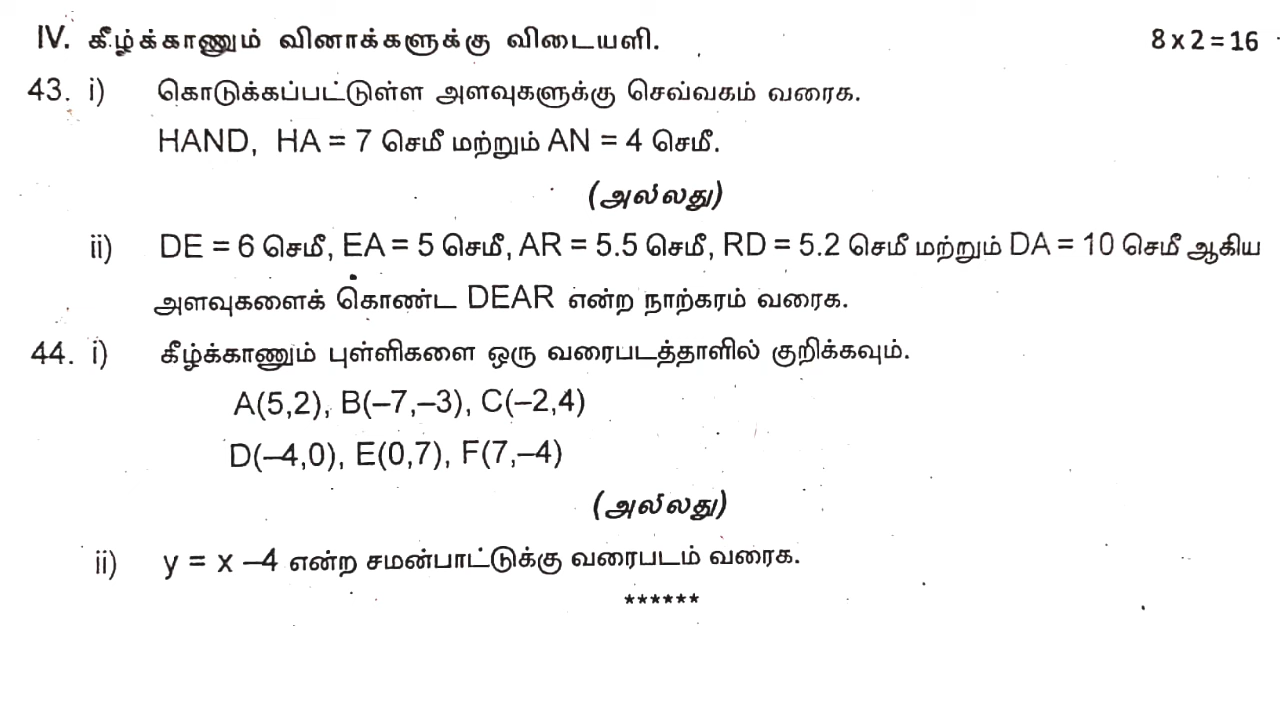 IV. கீழ்க்காணும் வினாக்களுக்கு விடையளி. 8 x 2 = 16
43. i) கொடுக்கப்பட்டுள்ள அளவுகளுக்கு செவ்வகம் வரைக.
HAND, HA = 7 செமீ மற்றும் AN = 4 செமீ.
(அல்லது)
ii) DE = 6 செமீ, EA = 5 செமீ, AR = 5.5 செமீ, RD = 5.2 செமீ மற்றும் DA = 10 செமீ ஆகிய
அளவுகளைக் கொண்ட DEAR என்ற நாற்கரம் வரைக.
44. i) கீழ்க்காணும் புள்ளிகளை ஒரு வரைபடத்தாளில் குறிக்கவும்.
A(5,2), B(–7,–3), C(–2,4)
D(–4,0), E(0,7), F(7,–4)
(அல்லது)
ii) y = x –4 என்ற சமன்பாட்டுக்கு வரைபடம் வரைக.
******